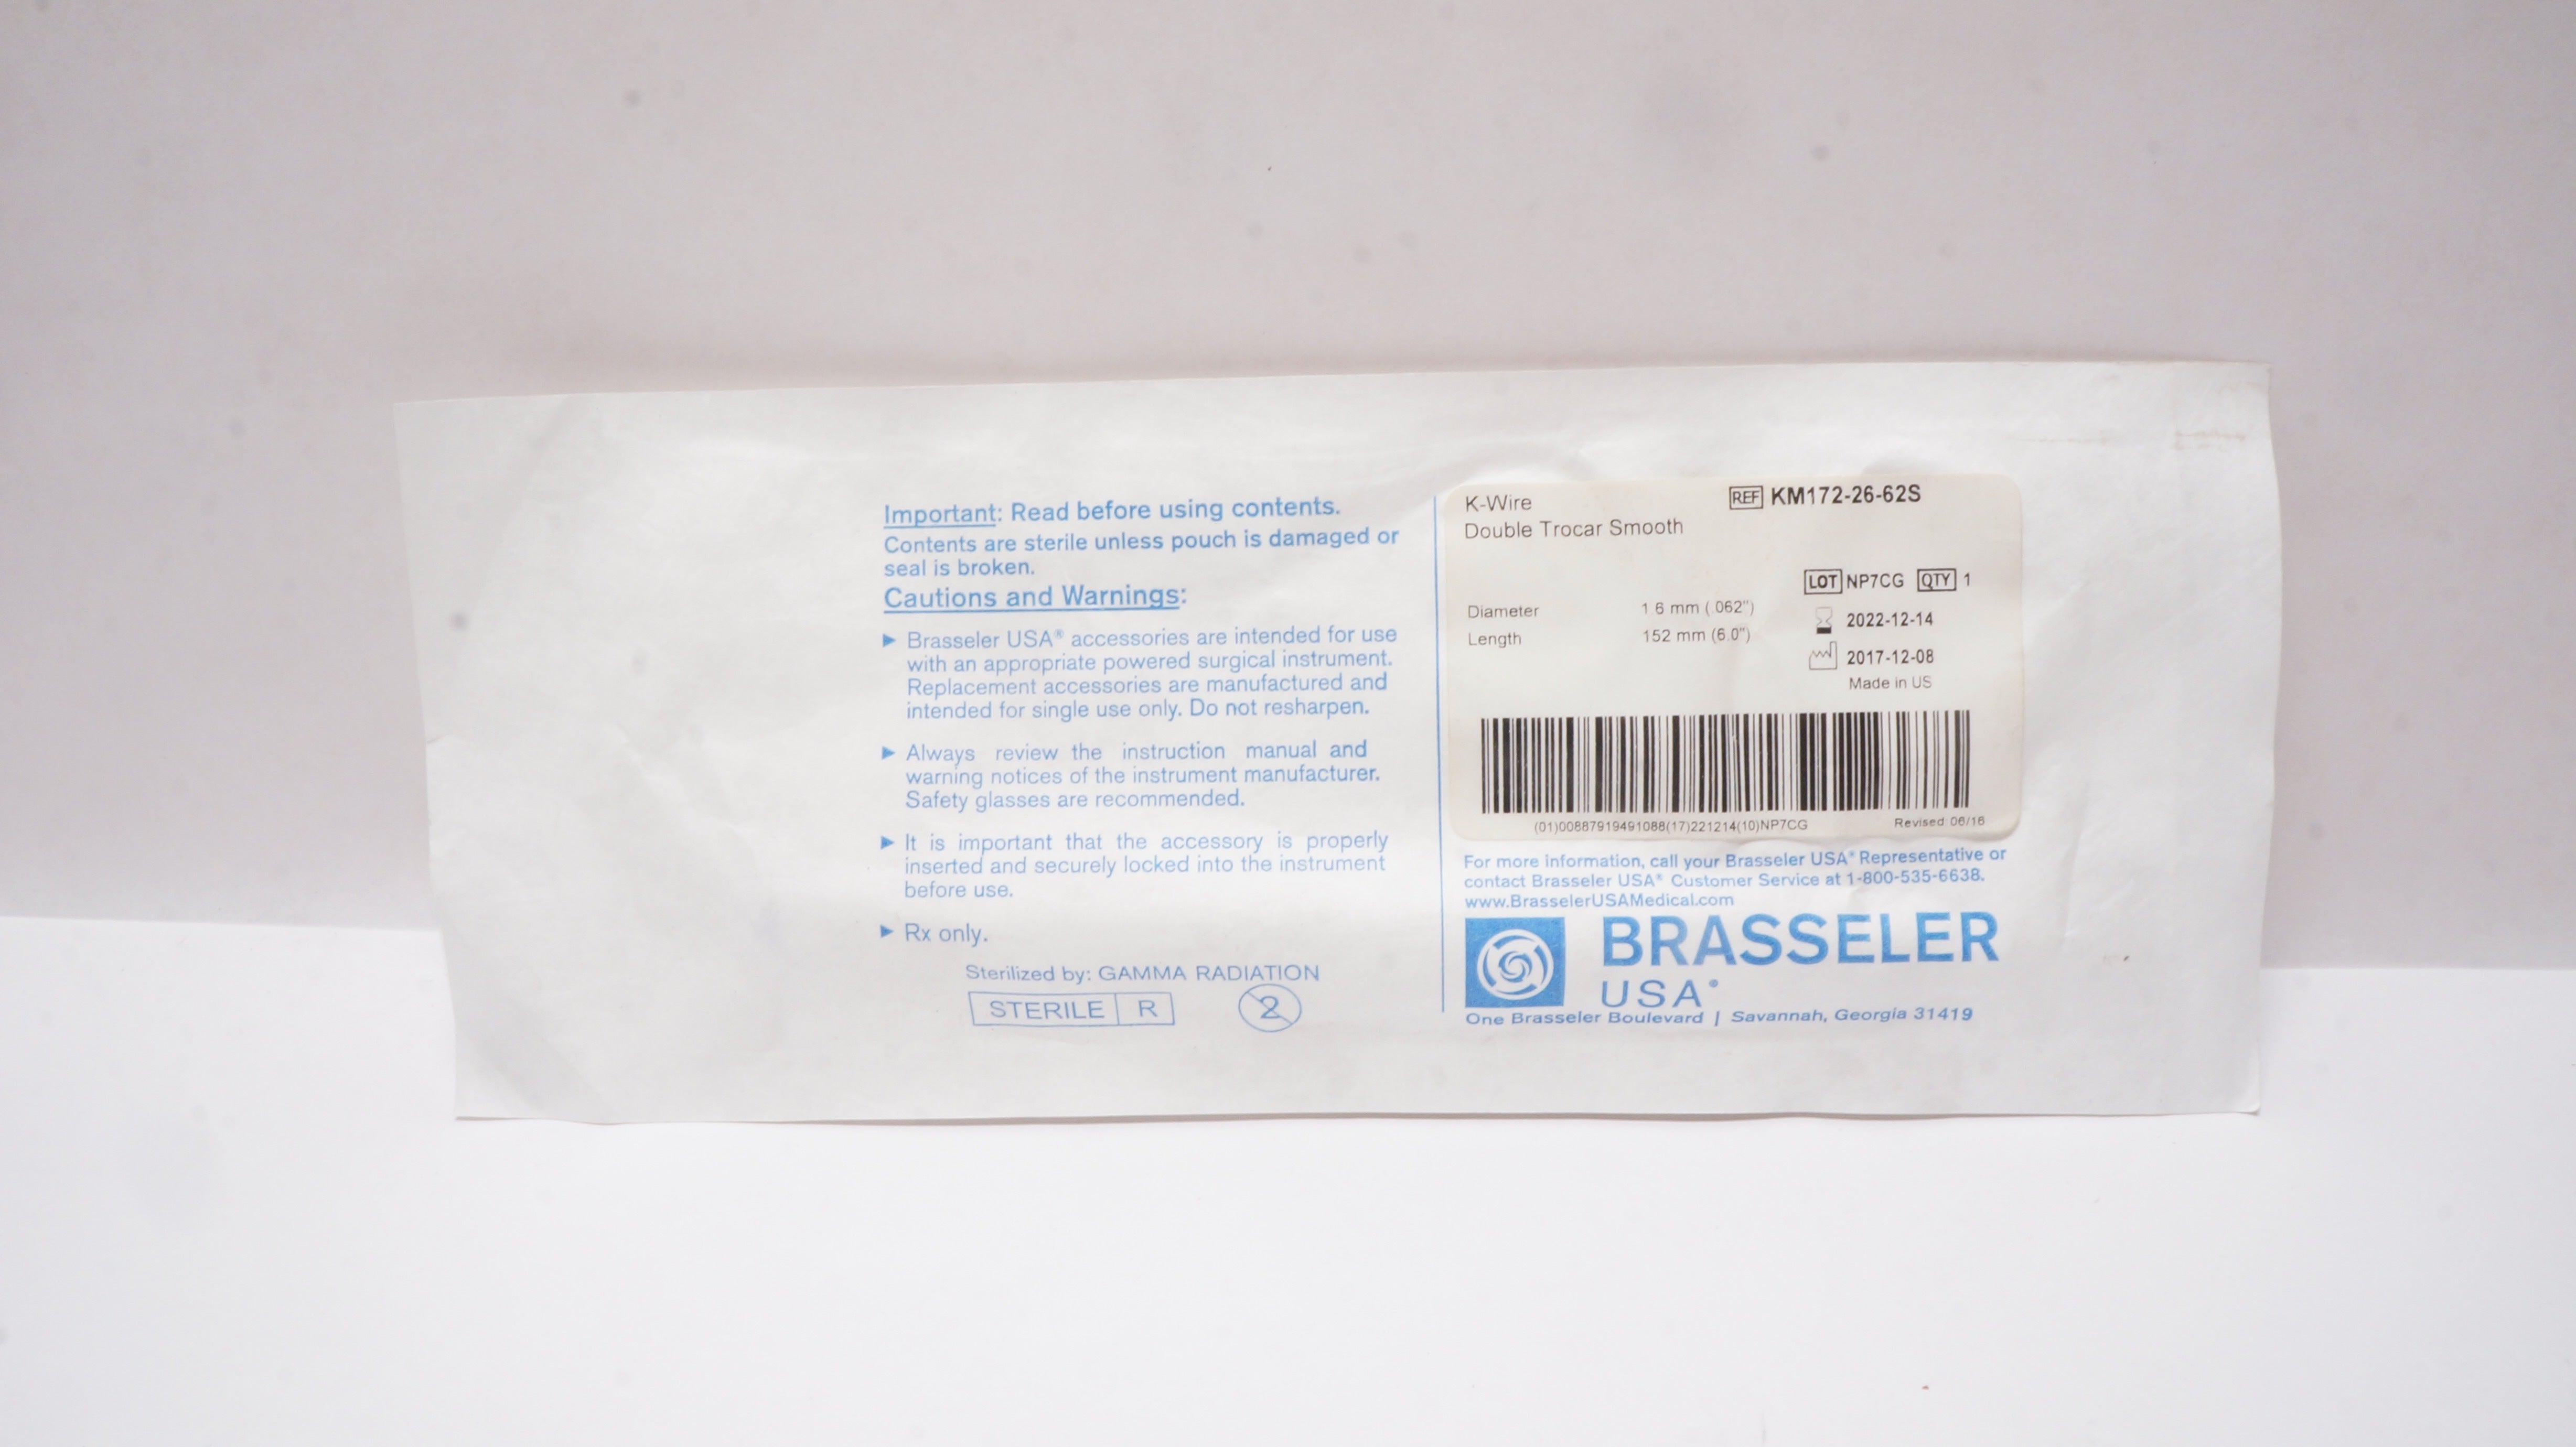 Important: Read before using contents.
Contents are sterile unless pouch is damaged or
seal is broken.
Cautions and Warnings:
► Brasseler USA® accessories are intended for use
with an appropriate powered surgical instrument.
Replacement accessories are manufactured and
intended for single use only. Do not resharpen.
► Always review the instruction manual and
warning notices of the instrument manufacturer.
Safety glasses are recommended.
► It is important that the accessory is properly
inserted and securely locked into the instrument
before use.
► Rx only.
Sterilized by: GAMMA RADIATION
STERILE R 2
K-Wire
Double Trocar Smooth
REF KM172-26-62S
LOT NP7CG QTY 1
Diameter 1.6 mm (.062")
Length 152 mm (6.0")
2022-12-14
2017-12-08
Made in US
(01)00887919491088(17)221214(10)NP7CG
Revised 06/16
For more information, call your Brasseler USA® Representative or
contact Brasseler USA® Customer Service at 1-800-535-6638.
www.BrasselerUSAMedical.com
BRASSELER
USA®
One Brasseler Boulevard | Savannah, Georgia 31419